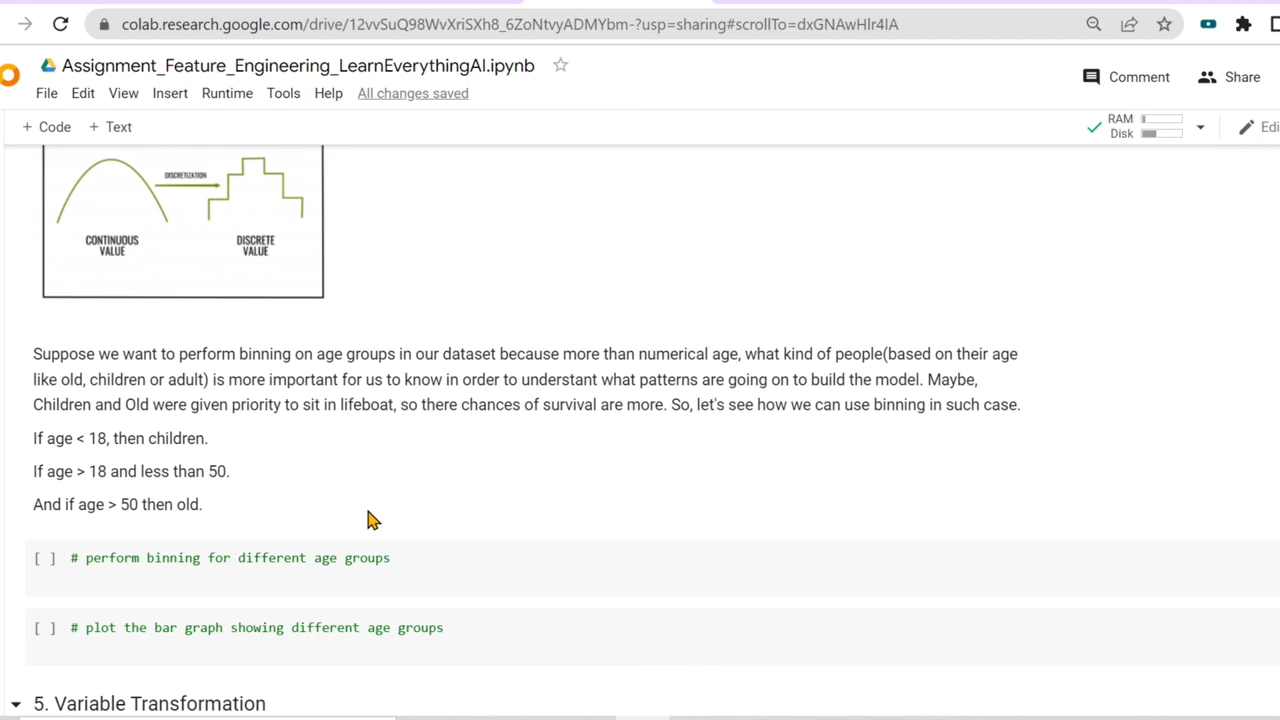 colab.research.google.com/drive/12vvSuQ98WvXriSXh8_6ZoNtvyADMYbm-?usp=sharing#scrollTo=dxGNAwHlr4IA
Assignment_Feature_Engineering_LearnEverythingAI.ipynb
Comment
Share
File Edit View Insert Runtime Tools Help All changes saved
+ Code + Text
RAM
Disk
Edi
DISCRETIZATION
CONTINUOUS
VALUE
DISCRETE
VALUE
Suppose we want to perform binning on age groups in our dataset because more than numerical age, what kind of people(based on their age
like old, children or adult) is more important for us to know in order to understant what patterns are going on to build the model. Maybe,
Children and Old were given priority to sit in lifeboat, so there chances of survival are more. So, let's see how we can use binning in such case.
If age < 18, then children.
If age > 18 and less than 50.
And if age > 50 then old.
[ ] # perform binning for different age groups
[ ] # plot the bar graph showing different age groups
5. Variable Transformation